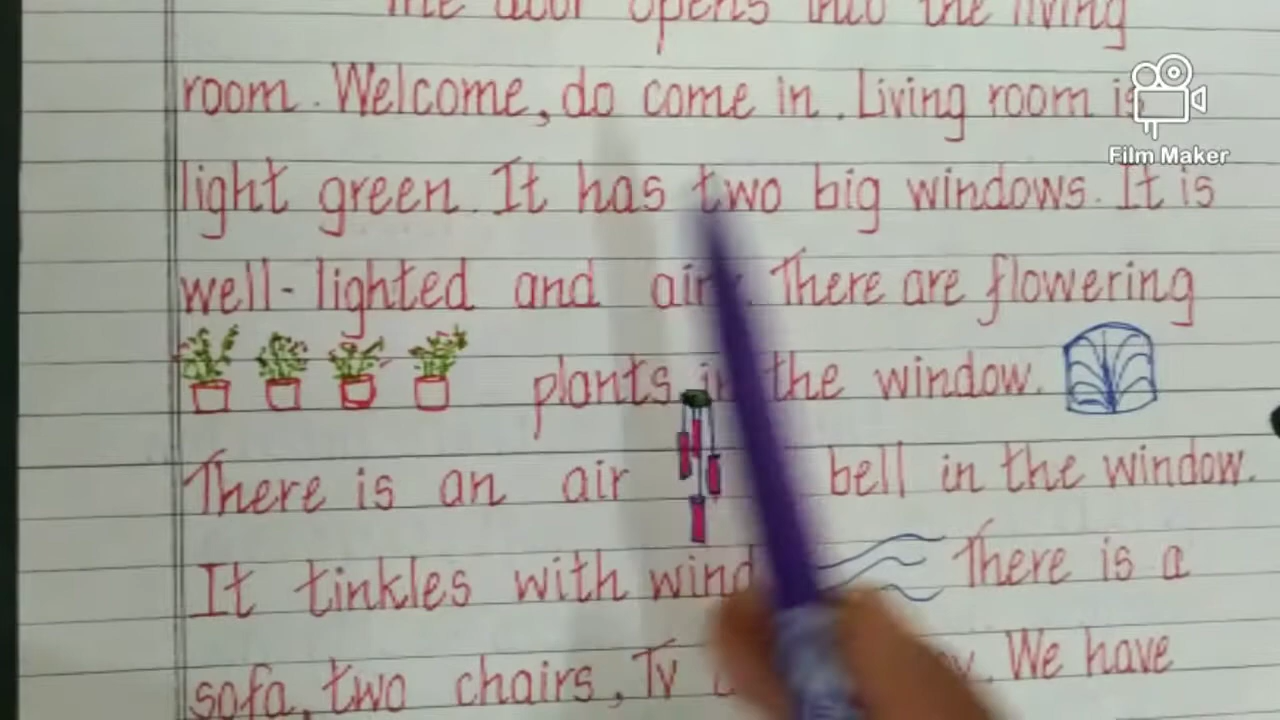 The door opens into the living
room. Welcome, do come in. Living room is
Film Maker
light green. It has two big windows. It is
well-lighted and airy. There are flowering
plants in the window.
There is an air bell in the window.
It tinkles with wind There is a
sofa, two chairs, Tv We have